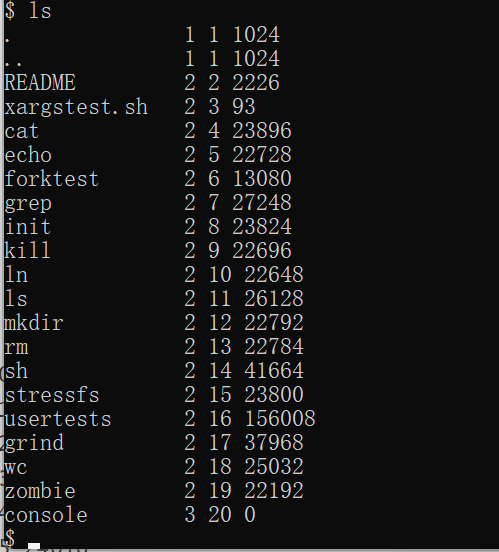 $ ls
. 1 1 1024
.. 1 1 1024
README 2 2 2226
xargstest.sh 2 3 93
cat 2 4 23896
echo 2 5 22728
forktest 2 6 13080
grep 2 7 27248
init 2 8 23824
kill 2 9 22696
ln 2 10 22648
ls 2 11 26128
mkdir 2 12 22792
rm 2 13 22784
sh 2 14 41664
stressfs 2 15 23800
usertests 2 16 156008
grind 2 17 37968
wc 2 18 25032
zombie 2 19 22192
console 3 20 0
$